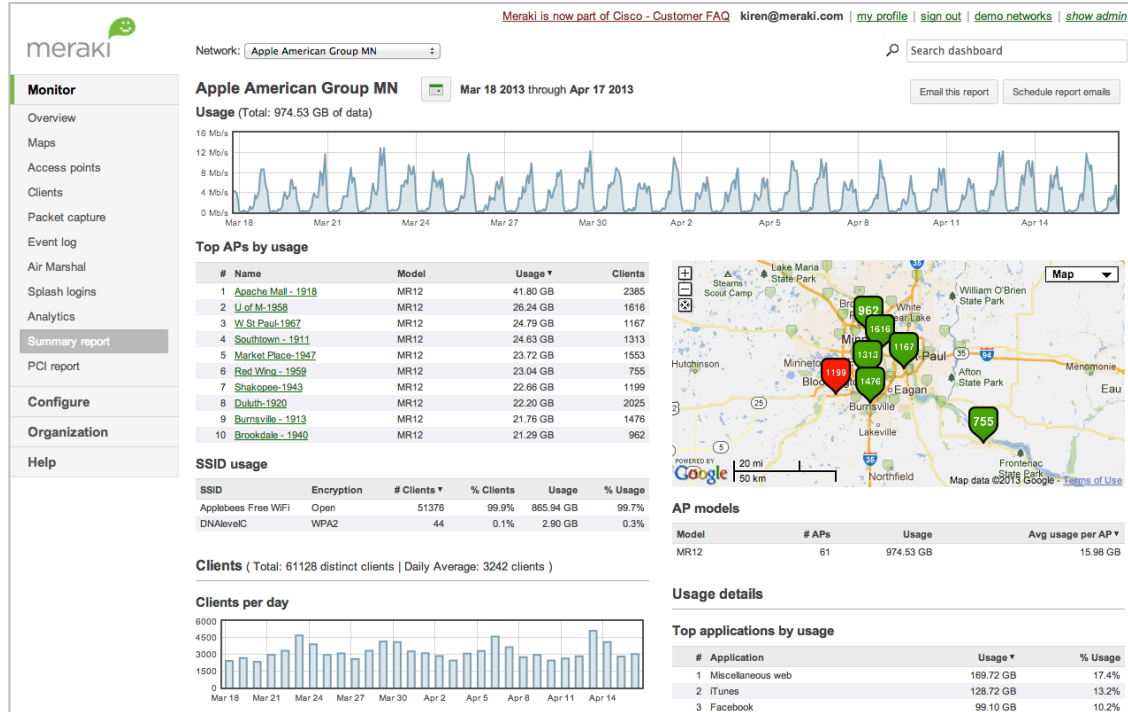 Meraki is now part of Cisco - Customer FAQ kiren@meraki.com | my profile | sign out | demo networks | show admin
meraki
Network: Apple American Group MN
Search dashboard
Monitor
Overview
Maps
Access points
Clients
Packet capture
Event log
Air Marshal
Splash logins
Analytics
Summary report
PCI report
Configure
Organization
Help
Apple American Group MN Mar 18 2013 through Apr 17 2013
Email this report Schedule report emails
Usage (Total: 974.53 GB of data)
16 Mb/s
12 Mb/s
8 Mb/s
4 Mb/s
0 Mb/s
Mar 18 Mar 21 Mar 24 Mar 27 Mar 30 Apr 2 Apr 5 Apr 8 Apr 11 Apr 14
Top APs by usage
# Name Model Usage ▼ Clients
1 Apache Mall - 1918 MR12 41.80 GB 2385
2 U of M-1958 MR12 26.24 GB 1616
3 W St Paul-1967 MR12 24.79 GB 1167
4 Southtown - 1911 MR12 24.63 GB 1313
5 Market Place-1947 MR12 23.72 GB 1553
6 Red Wing - 1959 MR12 23.04 GB 755
7 Shakopee-1943 MR12 22.66 GB 1199
8 Duluth-1920 MR12 22.20 GB 2025
9 Burnsville - 1913 MR12 21.76 GB 1476
10 Brookdale - 1940 MR12 21.29 GB 962
SSID usage
SSID Encryption # Clients ▼ % Clients Usage % Usage
Applebees Free WiFi Open 51376 99.9% 865.94 GB 99.7%
DNAlevelC WPA2 44 0.1% 2.90 GB 0.3%
Clients ( Total: 61128 distinct clients | Daily Average: 3242 clients )
Clients per day
6000
4500
3000
1500
0
Mar 18 Mar 21 Mar 24 Mar 27 Mar 30 Apr 2 Apr 5 Apr 8 Apr 11 Apr 14
Map
35
Lake Maria
State Park
Stearns
Scout Camp
William O'Brien
State Park
962
White
1616
1167
1313
Paul
35
94
Hutchinson
1199
1476
Eagan
Afton
State Park
Menomonie
Eau
25
Burnsville
755
Lakeville
5
35
Frontenac
State Park
Northfield
POWERED BY
Google
20 mi
50 km
Map data ©2013 Google - Terms of Use
AP models
Model # APs Usage Avg usage per AP ▼
MR12 61 974.53 GB 15.98 GB
Usage details
Top applications by usage
# Application Usage ▼ % Usage
1 Miscellaneous web 169.72 GB 17.4%
2 iTunes 128.72 GB 13.2%
3 Facebook 99.10 GB 10.2%